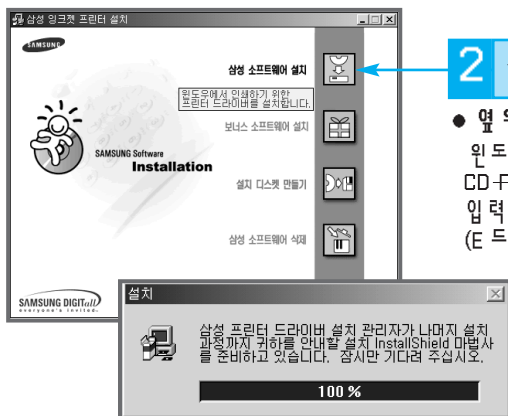 삼성 잉크젯 프린터 설치
SAMSUNG
삼성 소프트웨어 설치
윈도우에서 인쇄하기 위한
프린터 드라이버를 설치합니다.
보너스 소프트웨어 설치
SAMSUNG Software
Installation
설치 디스켓 만들기
삼성 소프트웨어 삭제
SAMSUNG DIGITall
everyone's invited.
설치
삼성 프린터 드라이버 설치 관리자가 나머지 설치
과정까지 귀하를 안내할 설치 InstallShield 마법사
를 준비하고 있습니다. 잠시만 기다려 주십시오.
100 %
2
● 옆
윈도
CD-R
입력
(E 드